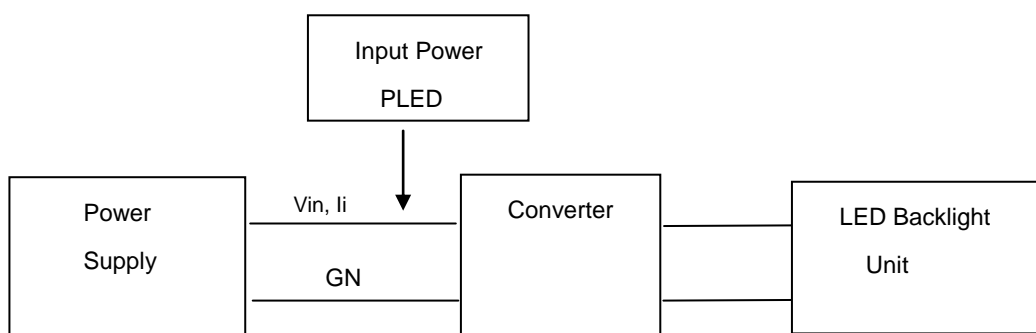 Input Power
PLED
Power
Supply
Vin, Ii
GN
Converter
LED Backlight
Unit